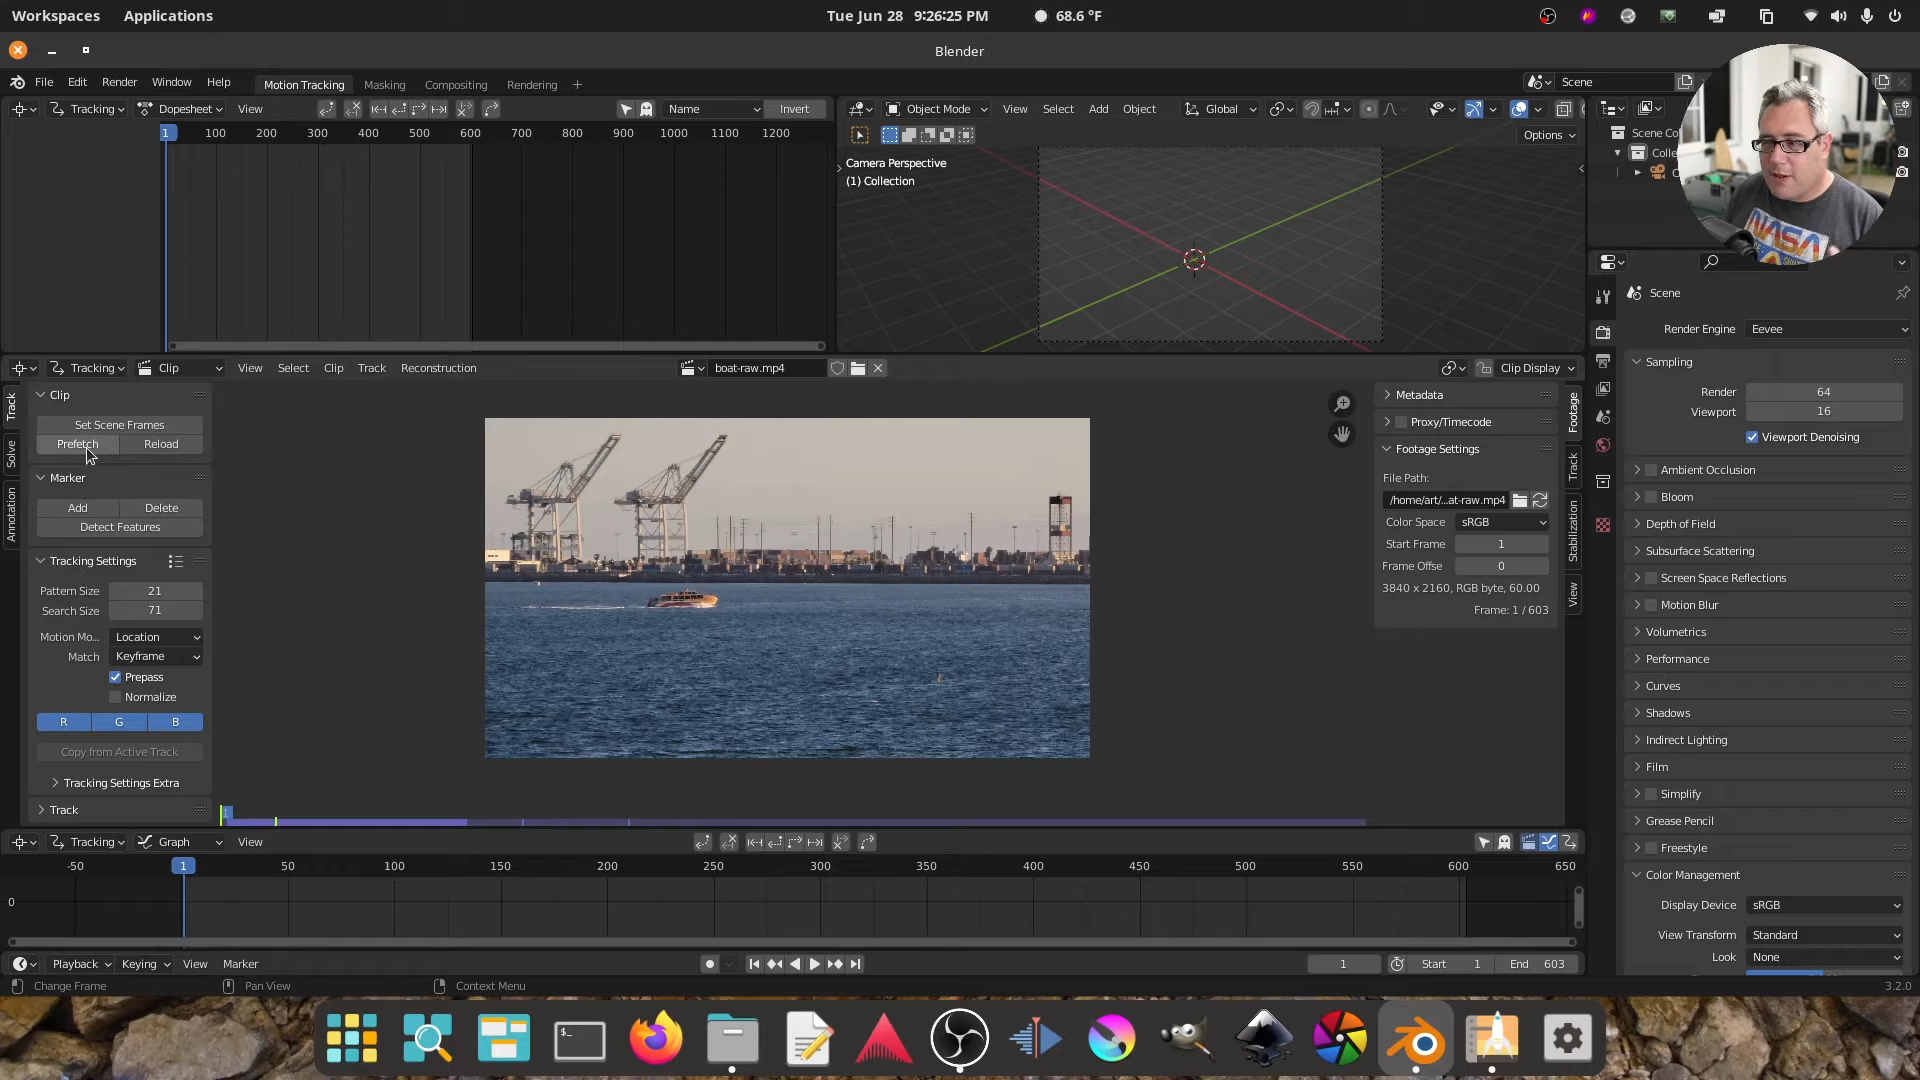 Workspaces Applications Tue Jun 28 9:26:25 PM 68.6 °F
Blender
File Edit Render Window Help Motion Tracking Masking Compositing Rendering + Scene
Tracking Dopesheet View Name Invert
1 100 200 300 400 500 600 700 800 900 1000 1100 1200
Object Mode View Select Add Object Global
Options
Camera Perspective
(1) Collection
Scene Co
Colle
Tracking Clip View Select Clip Track Reconstruction boat-raw.mp4 Clip Display
Track
Solve
Annotation
Clip
Set Scene Frames
Prefetch Reload
Marker
Add Delete
Detect Features
Tracking Settings
Pattern Size 21
Search Size 71
Motion Mo... Location
Match Keyframe
Prepass
Normalize
R G B
Copy from Active Track
Tracking Settings Extra
Track
1
Metadata
Proxy/Timecode
Footage Settings
File Path:
/home/art/...at-raw.mp4
Color Space sRGB
Start Frame 1
Frame Offse 0
3840 x 2160, RGB byte, 60.00
Frame: 1 / 603
Footage
Track
Stabilization
View
NASA
Scene
Render Engine Eevee
Sampling
Render 64
Viewport 16
Viewport Denoising
Ambient Occlusion
Bloom
Depth of Field
Subsurface Scattering
Screen Space Reflections
Motion Blur
Volumetrics
Performance
Curves
Shadows
Indirect Lighting
Film
Simplify
Grease Pencil
Freestyle
Color Management
Display Device sRGB
View Transform Standard
Look None
Tracking Graph View
-50 1 50 100 150 200 250 300 350 400 450 500 550 600 650
0
Playback Keying View Marker 1 Start 1 End 603
Change Frame Pan View Context Menu 3.2.0